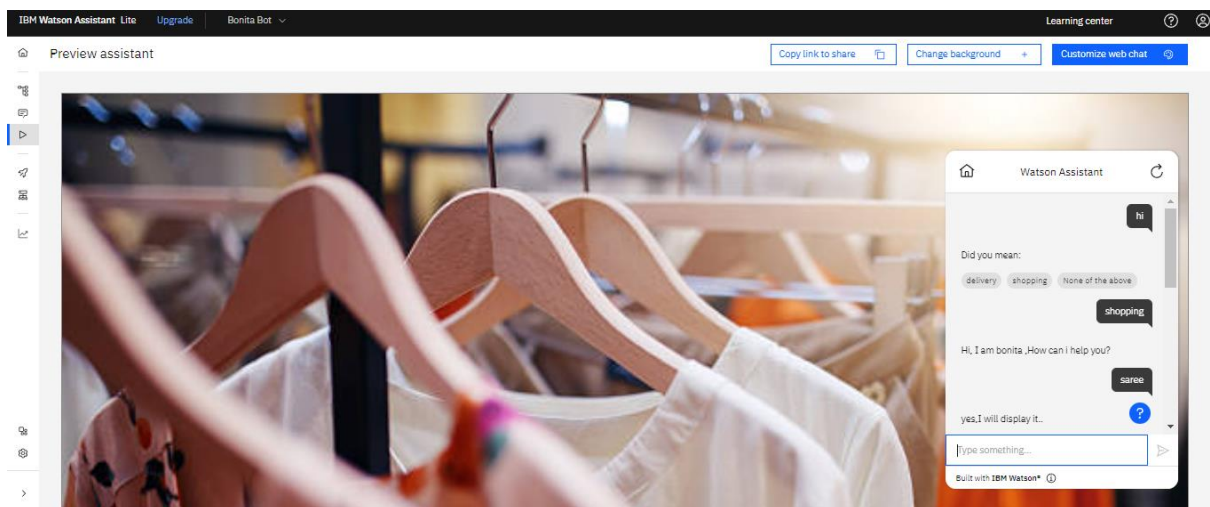 IBM Watson Assistant Lite Upgrade Bonita Bot Learning center
Preview assistant Copy link to share Change background + Customize web chat
Watson Assistant
hi
Did you mean:
delivery shopping None of the above
shopping
Hi, I am bonita ,How can i help you?
saree
yes,I will display it..
Type something...
Built with IBM Watson®